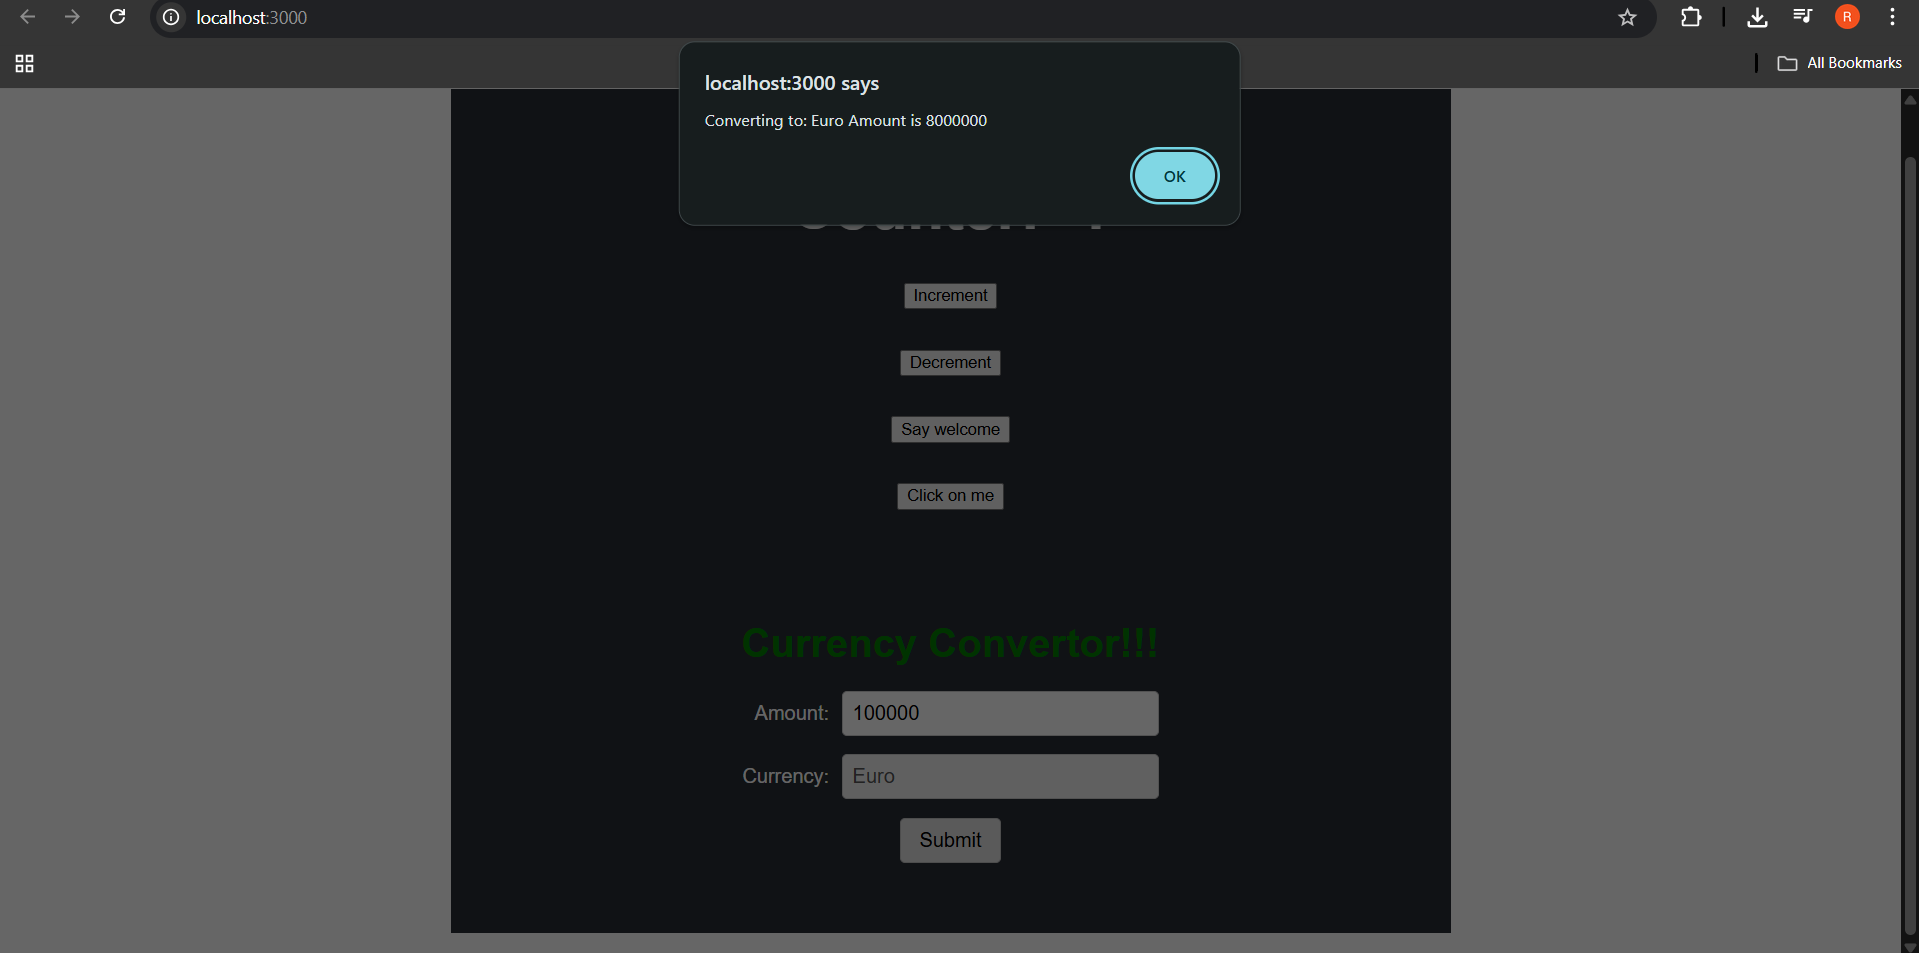 localhost:3000
R
All Bookmarks
localhost:3000 says
Converting to: Euro Amount is 8000000
OK
Increment
Decrement
Say welcome
Click on me
Currency Convertor!!!
Amount: 100000
Currency: Euro
Submit